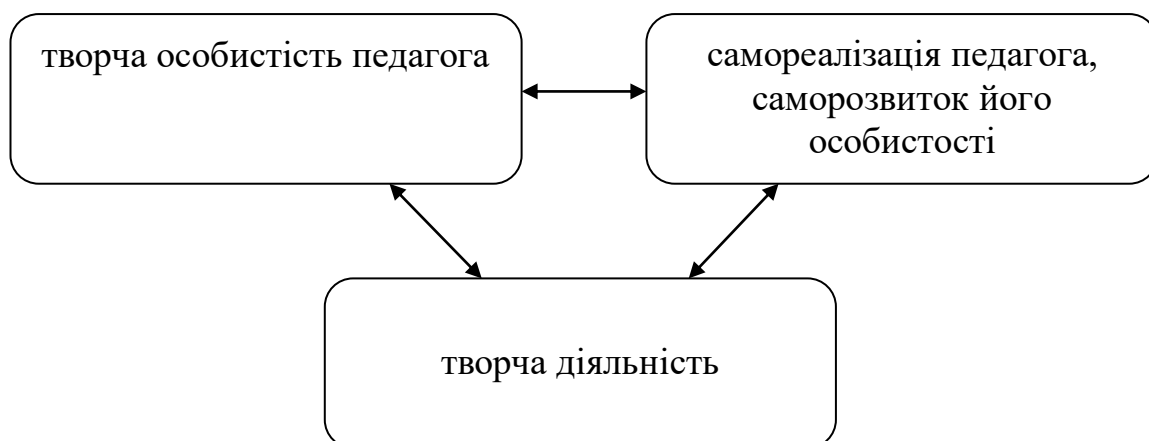 творча особистість педагога
самореалізація педагога,
саморозвиток його
особистості
творча діяльність